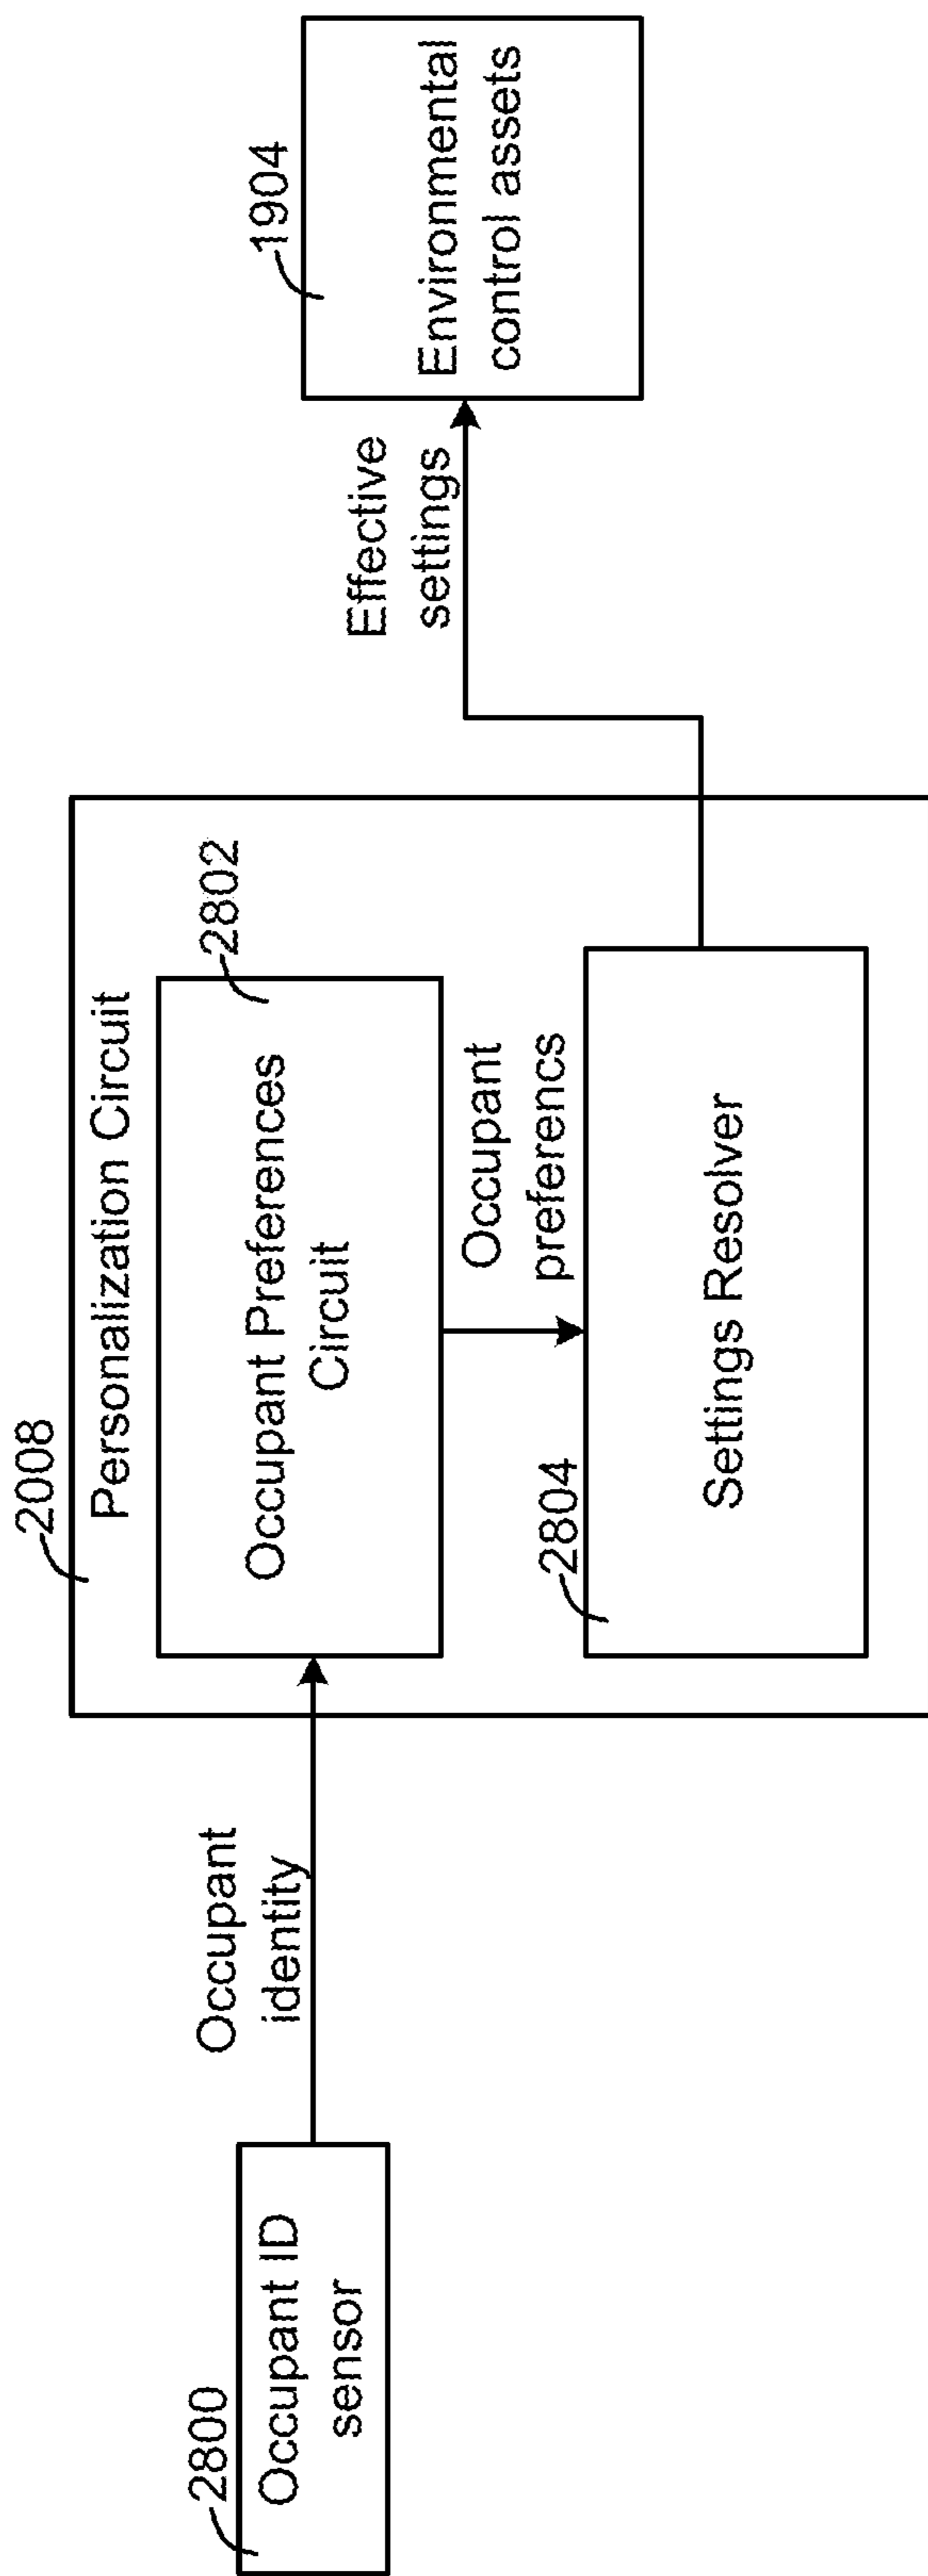 2800
Occupant ID
sensor
Occupant
identity
2008
Personalization Circuit
2802
Occupant Preferences
Circuit
Occupant
preferencs
2804
Settings Resolver
Effective
settings
1904
Environmental
control assets